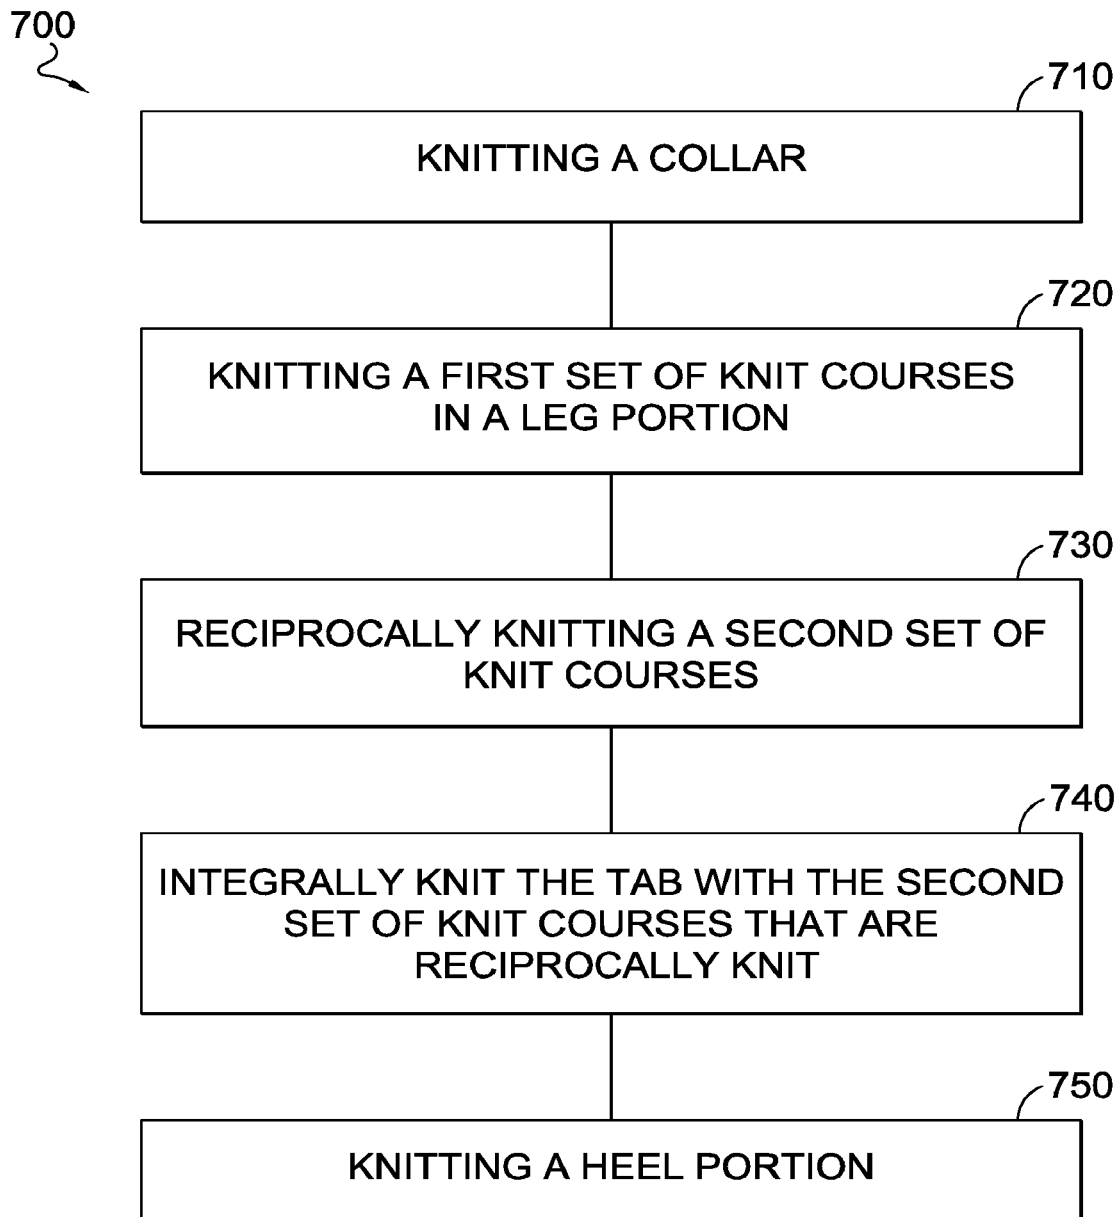 700
710
KNITTING A COLLAR
720
KNITTING A FIRST SET OF KNIT COURSES
IN A LEG PORTION
730
RECIPROCALLY KNITTING A SECOND SET OF
KNIT COURSES
740
INTEGRALLY KNIT THE TAB WITH THE SECOND
SET OF KNIT COURSES THAT ARE
RECIPROCALLY KNIT
750
KNITTING A HEEL PORTION